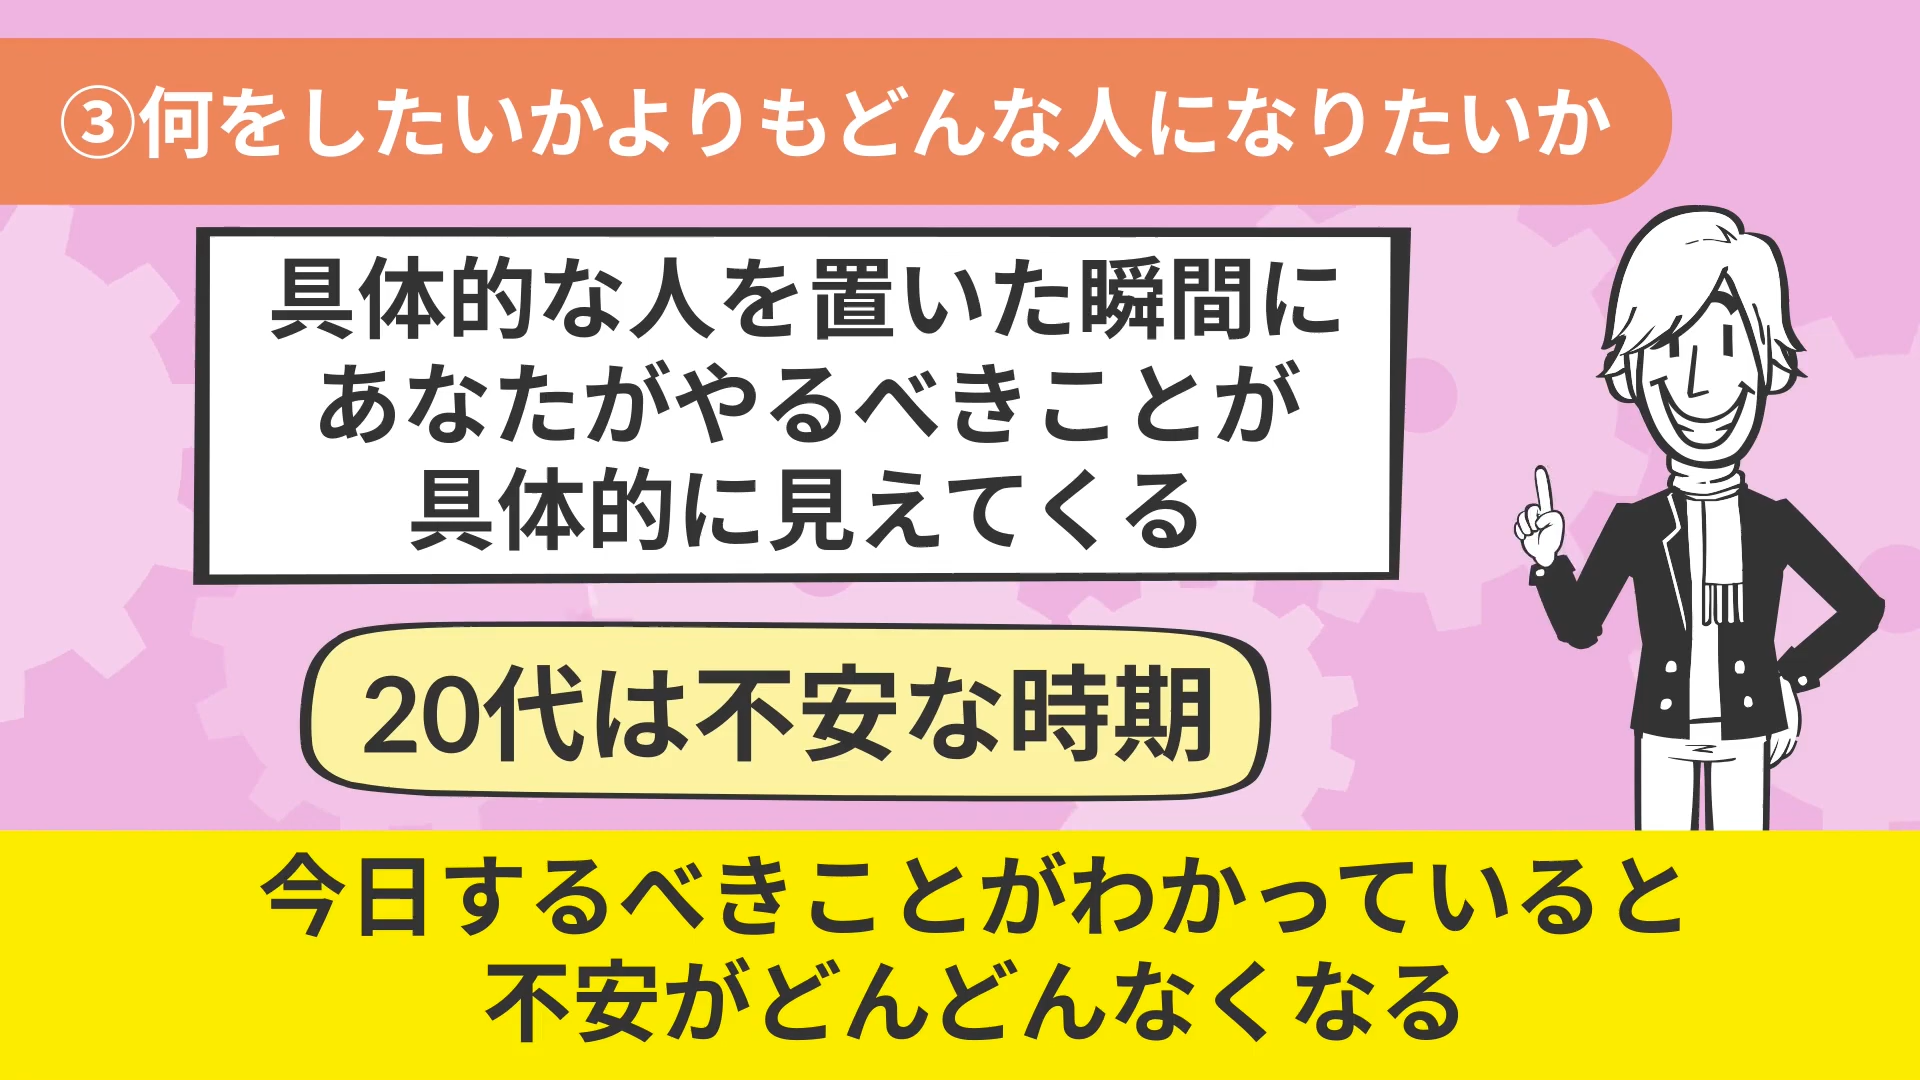 ③何をしたいかよりもどんな人になりたいか
具体的な人を置いた瞬間に
あなたがやるべきことが
具体的に見えてくる
20代は不安な時期
今日するべきことがわかっていると
不安がどんどんなくなる